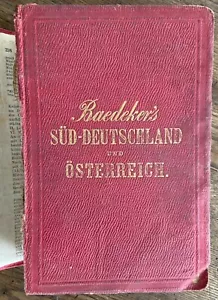 Baedeker's
SÜD-DEUTSCHLAND
UND
ÖSTERREICH.